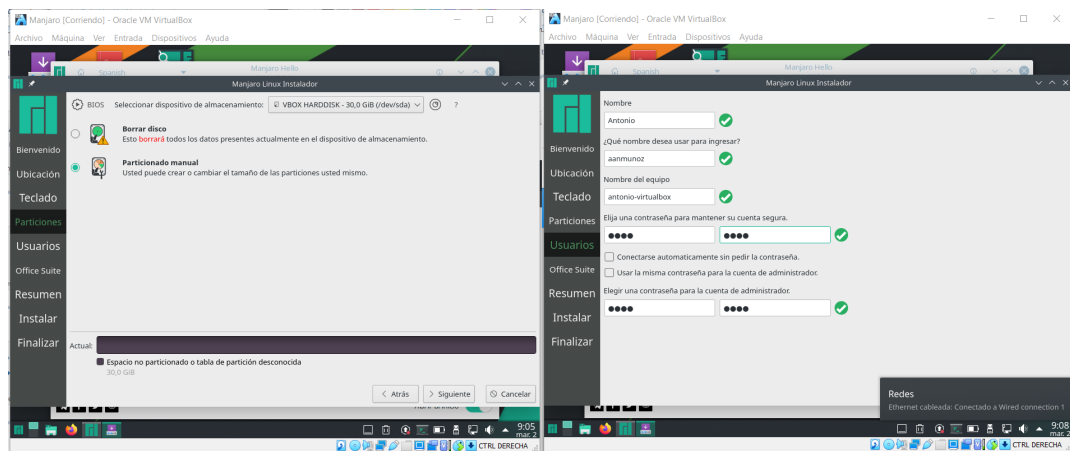 Manjaro [Corriendo] - Oracle VM VirtualBox
Archivo Máquina Ver Entrada Dispositivos Ayuda
Spanish
Manjaro Hello
Manjaro Linux Instalador
BIOS Seleccionar dispositivo de almacenamiento: VBOX HARDDISK - 30,0 GiB (/dev/sda) ?
Borrar disco
Esto borrará todos los datos presentes actualmente en el dispositivo de almacenamiento.
Particionado manual
Usted puede crear o cambiar el tamaño de las particiones usted mismo.
Bienvenido
Ubicación
Teclado
Particiones
Usuarios
Office Suite
Resumen
Instalar
Finalizar
Actual:
Espacio no particionado o tabla de partición desconocida
30,0 GiB
Atrás
Siguiente
Cancelar
9:05
mar. 2
CTRL DERECHA
Manjaro [Corriendo] - Oracle VM VirtualBox
Archivo Máquina Ver Entrada Dispositivos Ayuda
Spanish
Manjaro Hello
Manjaro Linux Instalador
Bienvenido
Ubicación
Teclado
Particiones
Usuarios
Office Suite
Resumen
Instalar
Finalizar
Nombre
Antonio
¿Qué nombre desea usar para ingresar?
aanmunoz
Nombre del equipo
antonio-virtualbox
Elija una contraseña para mantener su cuenta segura.
Conectarse automaticamente sin pedir la contraseña.
Usar la misma contraseña para la cuenta de administrador.
Elegir una contraseña para la cuenta de administrador.
Redes
Ethernet cableada: Conectado a Wired connection 1
9:08
mar. 2
CTRL DERECHA